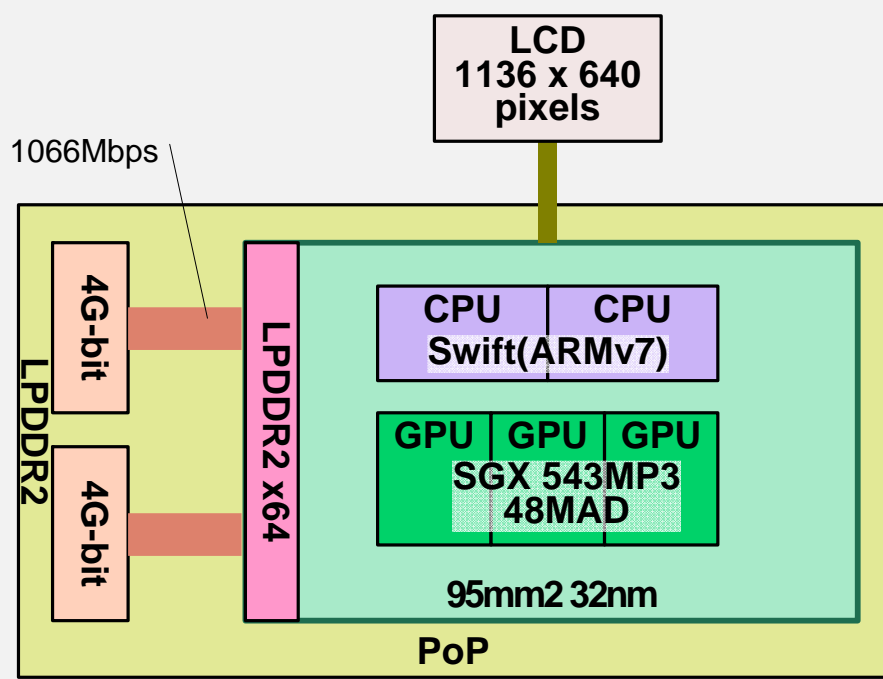 LCD
1136 x 640
pixels
1066Mbps
LPDDR2
4G-bit
4G-bit
LPDDR2 x64
CPU CPU
Swift(ARMv7)
GPU GPU GPU
SGX 543MP3
48MAD
95mm2 32nm
PoP